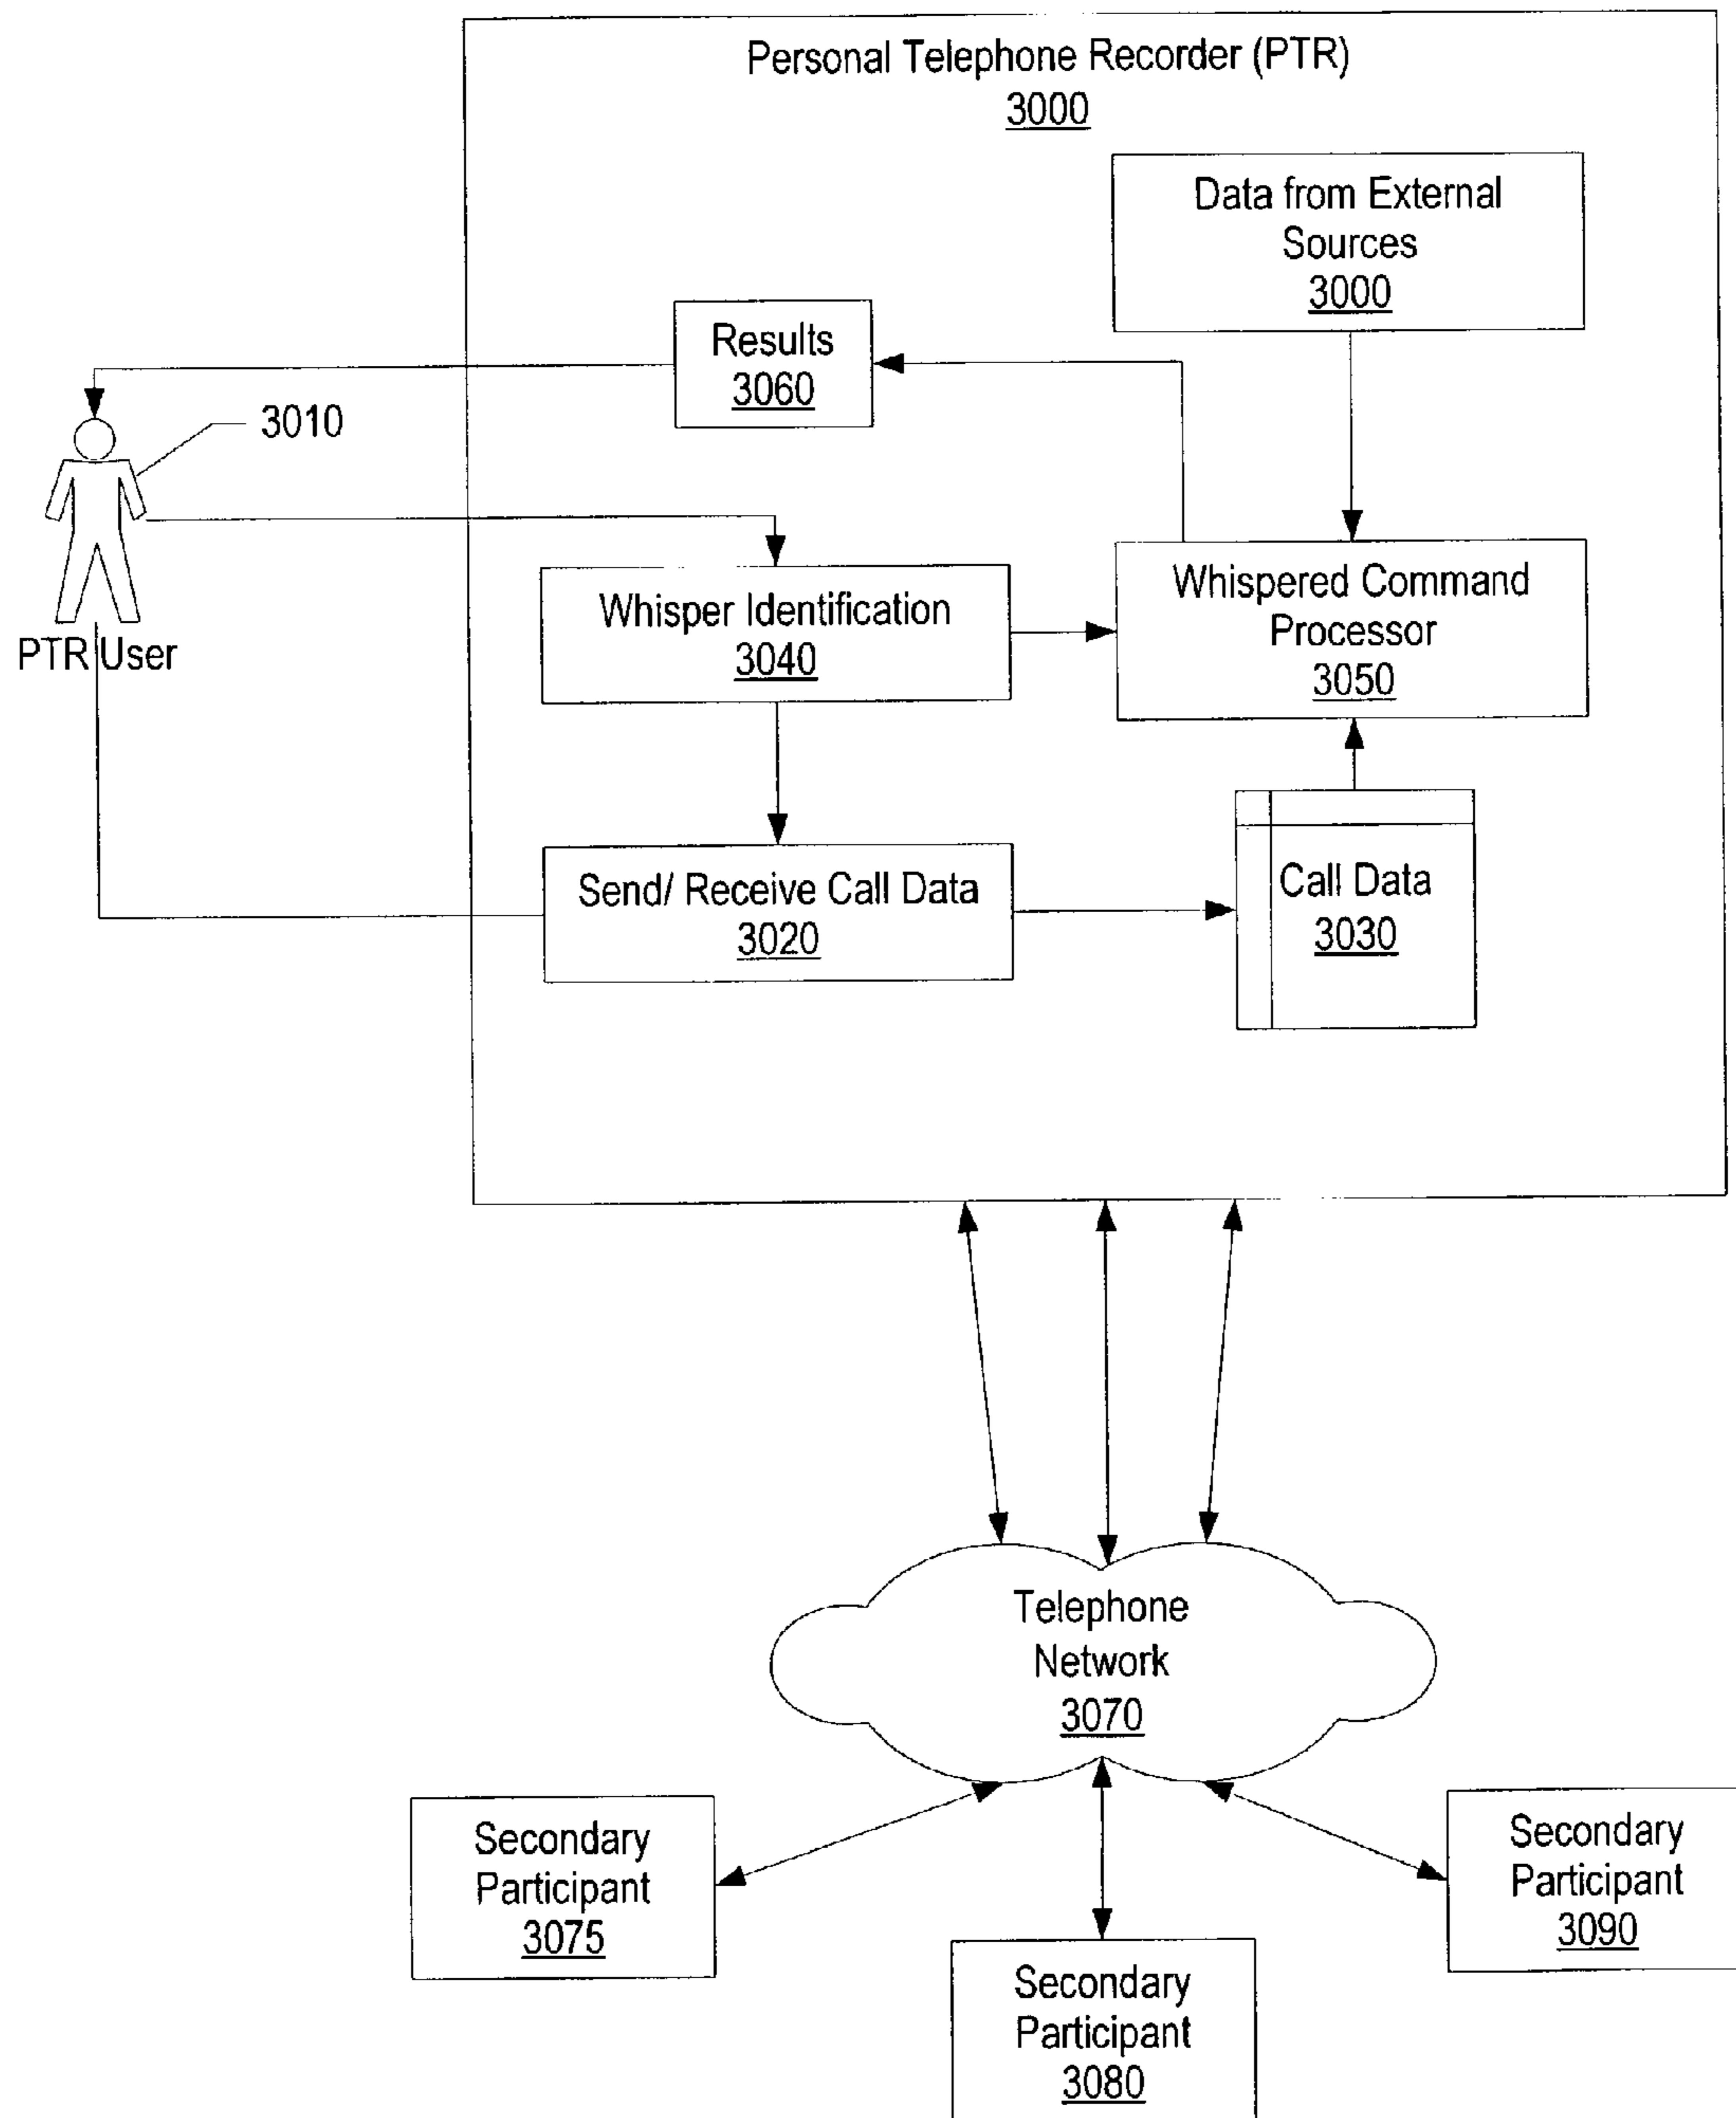 Personal Telephone Recorder (PTR)
3000
Data from External
Sources
3000
Results
3060
3010
PTR User
Whisper Identification
3040
Whispered Command
Processor
3050
Send/ Receive Call Data
3020
Call Data
3030
Telephone
Network
3070
Secondary
Participant
3075
Secondary
Participant
3080
Secondary
Participant
3090